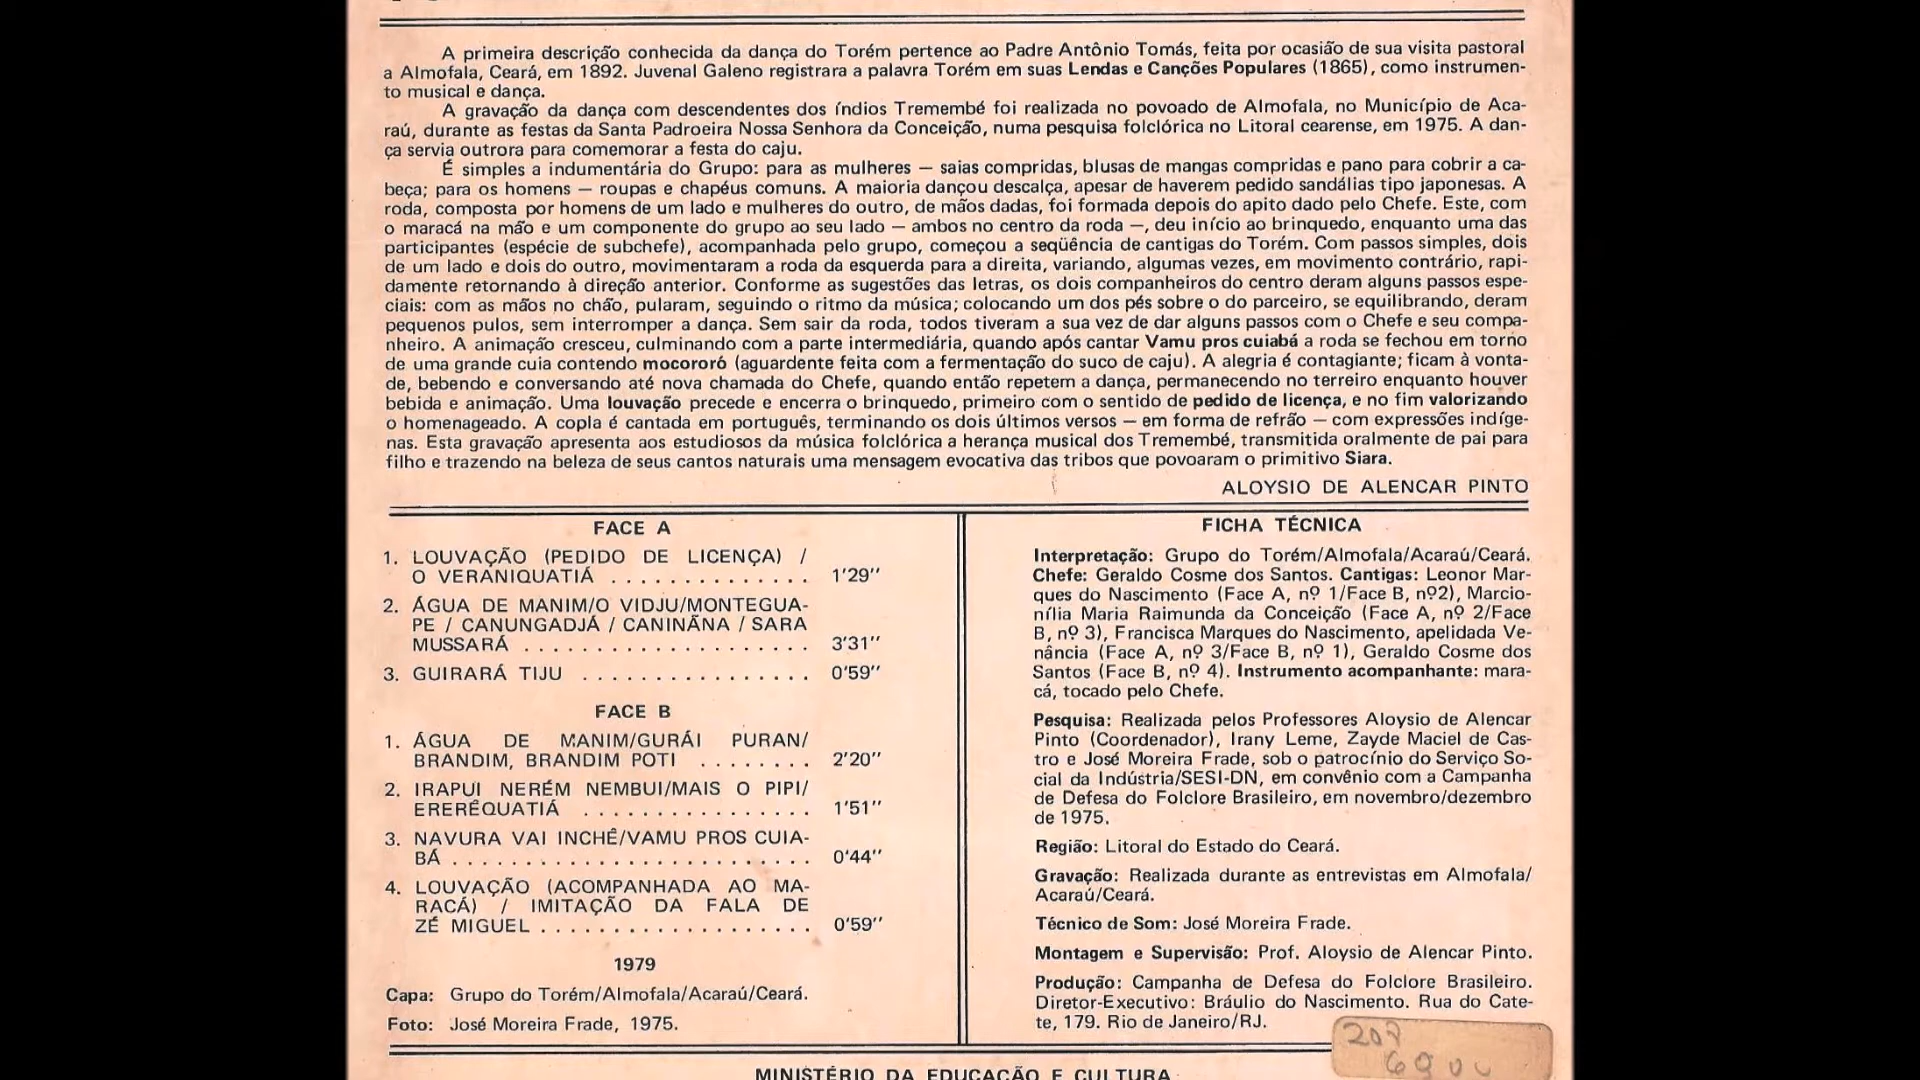 A primeira descrição conhecida da dança do Torém pertence ao Padre Antônio Tomás, feita por ocasião de sua visita pastoral
a Almofala, Ceará, em 1892. Juvenal Galeno registrara a palavra Torém em suas Lendas e Canções Populares (1865), como instrumen-
to musical e dança.
A gravação da dança com descendentes dos índios Tremembé foi realizada no povoado de Almofala, no Município de Aca-
raú, durante as festas da Santa Padroeira Nossa Senhora da Conceição, numa pesquisa folclórica no Litoral cearense, em 1975. A dan-
ça servia outrora para comemorar a festa do caju.
É simples a indumentária do Grupo: para as mulheres — saias compridas, blusas de mangas compridas e pano para cobrir a ca-
beça; para os homens — roupas e chapéus comuns. A maioria dançou descalça, apesar de haverem pedido sandálias tipo japonesas. A
roda, composta por homens de um lado e mulheres do outro, de mãos dadas, foi formada depois do apito dado pelo Chefe. Este, com
o maracá na mão e um componente do grupo ao seu lado — ambos no centro da roda —, deu início ao brinquedo, enquanto uma das
participantes (espécie de subchefe), acompanhada pelo grupo, começou a seqüência de cantigas do Torém. Com passos simples, dois
de um lado e dois do outro, movimentaram a roda da esquerda para a direita, variando, algumas vezes, em movimento contrário, rapi-
damente retornando à direção anterior. Conforme as sugestões das letras, os dois companheiros do centro deram alguns passos espe-
ciais: com as mãos no chão, pularam, seguindo o ritmo da música; colocando um dos pés sobre o do parceiro, se equilibrando, deram
pequenos pulos, sem interromper a dança. Sem sair da roda, todos tiveram a sua vez de dar alguns passos com o Chefe e seu compa-
nheiro. A animação cresceu, culminando com a parte intermediária, quando após cantar Vamu pros cuiabá a roda se fechou em torno
de uma grande cuia contendo mocororó (aguardente feita com a fermentação do suco de caju). A alegria é contagiante; ficam à vonta-
de, bebendo e conversando até nova chamada do Chefe, quando então repetem a dança, permanecendo no terreiro enquanto houver
bebida e animação. Uma louvação precede e encerra o brinquedo, primeiro com o sentido de pedido de licença, e no fim valorizando
o homenageado. A copla é cantada em português, terminando os dois últimos versos — em forma de refrão — com expressões indíge-
nas. Esta gravação apresenta aos estudiosos da música folclórica a herança musical dos Tremembé, transmitida oralmente de pai para
filho e trazendo na beleza de seus cantos naturais uma mensagem evocativa das tribos que povoaram o primitivo Siara.
ALOYSIO DE ALENCAR PINTO
FACE A
1. LOUVAÇÃO (PEDIDO DE LICENÇA) /
O VERANIQUATIÁ . . . . . . . . . . . . . . 1'29''
2. ÁGUA DE MANIM/O VIDJU/MONTEGUA-
PE / CANUNGADJÁ / CANINÃNA / SARA
MUSSARÁ . . . . . . . . . . . . . . . . . . . . 3'31''
3. GUIRARÁ TIJU . . . . . . . . . . . . . . . . 0'59''
FACE B
1. ÁGUA DE MANIM/GURÁI PURAN/
BRANDIM, BRANDIM POTI . . . . . . . . 2'20''
2. IRAPUI NERÉM NEMBUI/MAIS O PIPI/
ERERÊQUATIÁ . . . . . . . . . . . . . . . . 1'51''
3. NAVURA VAI INCHÊ/VAMU PROS CUIA-
BÁ . . . . . . . . . . . . . . . . . . . . . . . . . 0'44''
4. LOUVAÇÃO (ACOMPANHADA AO MA-
RACÁ) / IMITAÇÃO DA FALA DE
ZÉ MIGUEL . . . . . . . . . . . . . . . . . . . 0'59''
1979
Capa: Grupo do Torém/Almofala/Acaraú/Ceará.
Foto: José Moreira Frade, 1975.
FICHA TÉCNICA
Interpretação: Grupo do Torém/Almofala/Acaraú/Ceará.
Chefe: Geraldo Cosme dos Santos. Cantigas: Leonor Mar-
ques do Nascimento (Face A, nº 1/Face B, nº2), Marcio-
nília Maria Raimunda da Conceição (Face A, nº 2/Face
B, nº 3), Francisca Marques do Nascimento, apelidada Ve-
nância (Face A, nº 3/Face B, nº 1), Geraldo Cosme dos
Santos (Face B, nº 4). Instrumento acompanhante: mara-
cá, tocado pelo Chefe.
Pesquisa: Realizada pelos Professores Aloysio de Alencar
Pinto (Coordenador), Irany Leme, Zayde Maciel de Cas-
tro e José Moreira Frade, sob o patrocínio do Serviço So-
cial da Indústria/SESI-DN, em convênio com a Campanha
de Defesa do Folclore Brasileiro, em novembro/dezembro
de 1975.
Região: Litoral do Estado do Ceará.
Gravação: Realizada durante as entrevistas em Almofala/
Acaraú/Ceará.
Técnico de Som: José Moreira Frade.
Montagem e Supervisão: Prof. Aloysio de Alencar Pinto.
Produção: Campanha de Defesa do Folclore Brasileiro.
Diretor-Executivo: Bráulio do Nascimento. Rua do Cate-
te, 179. Rio de Janeiro/RJ.
MINISTÉRIO DA EDUCAÇÃO E CULTURA